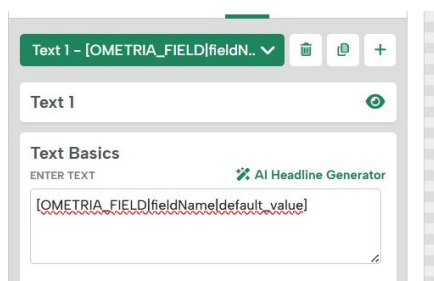 Text 1 - [OMETRIA_FIELD|fieldN..
Text 1
Text Basics
ENTER TEXT
AI Headline Generator
[OMETRIA_FIELD|fieldName|default_value]